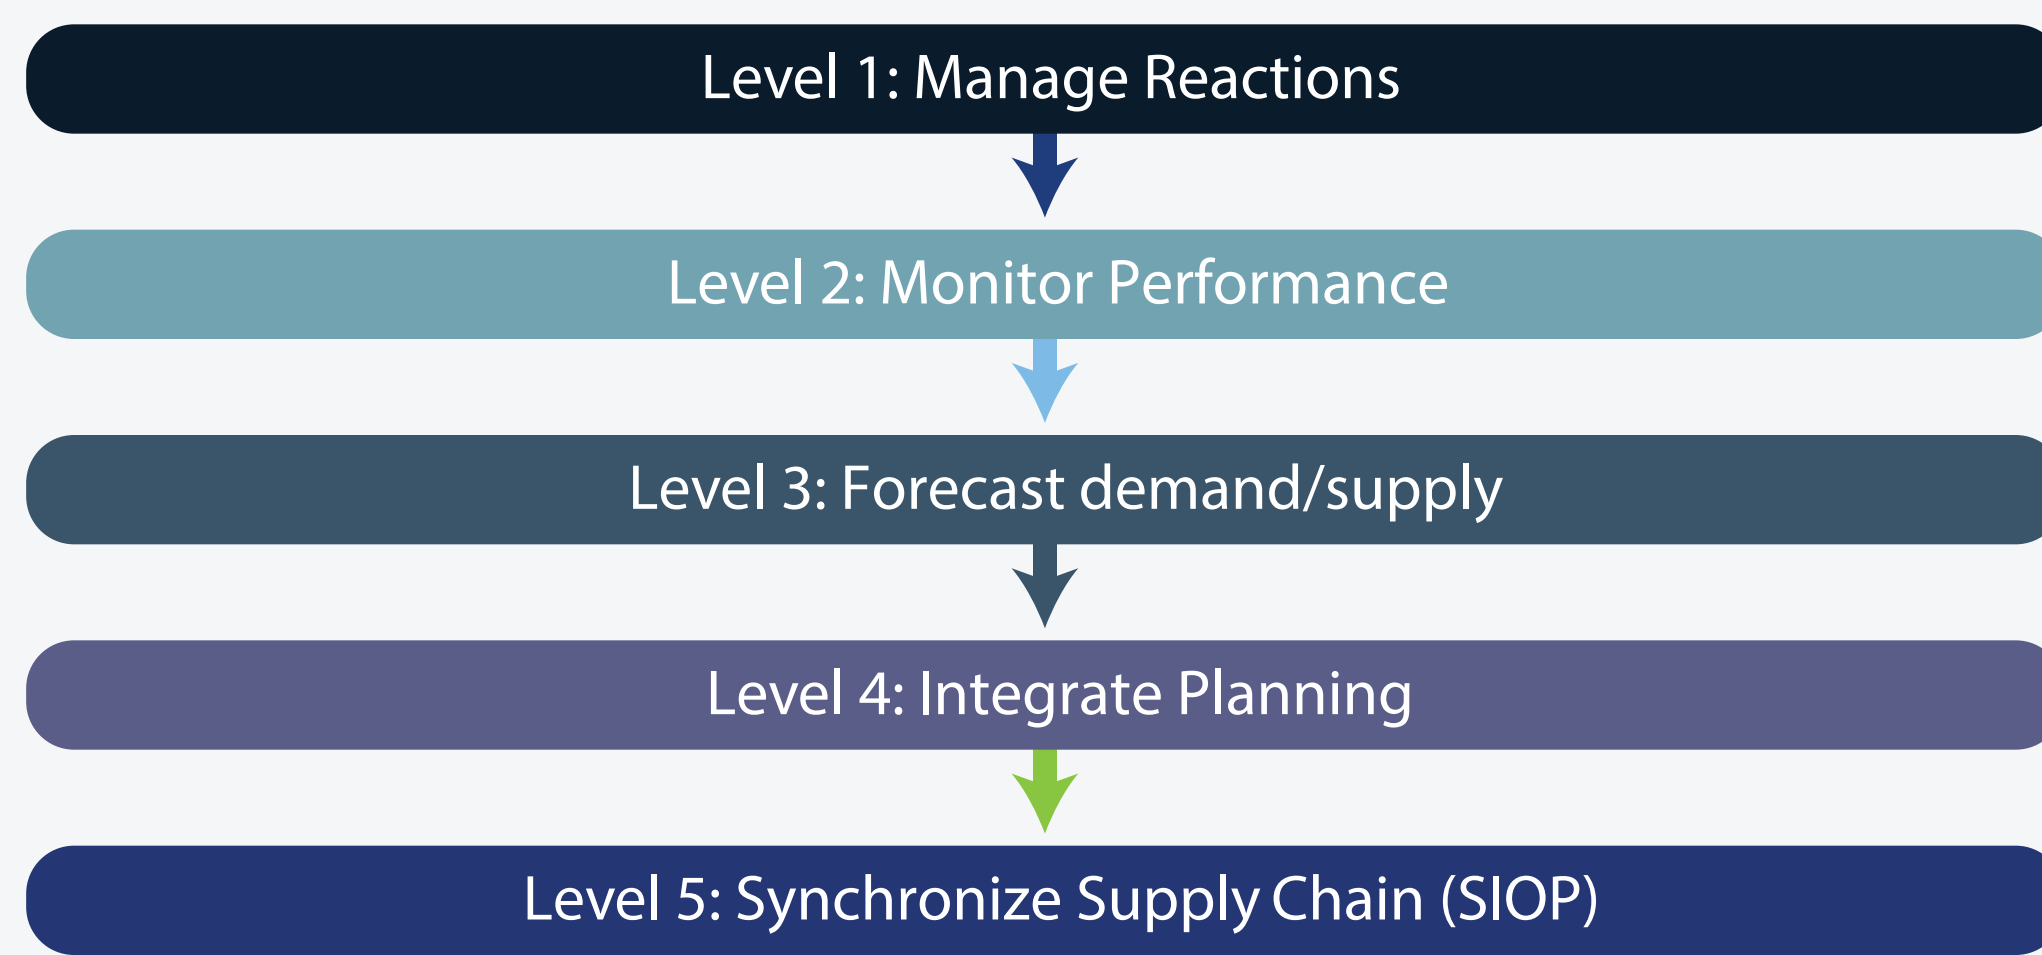 Level 1: Manage Reactions
Level 2: Monitor Performance
Level 3: Forecast demand/supply
Level 4: Integrate Planning
Level 5: Synchronize Supply Chain (SIOP)